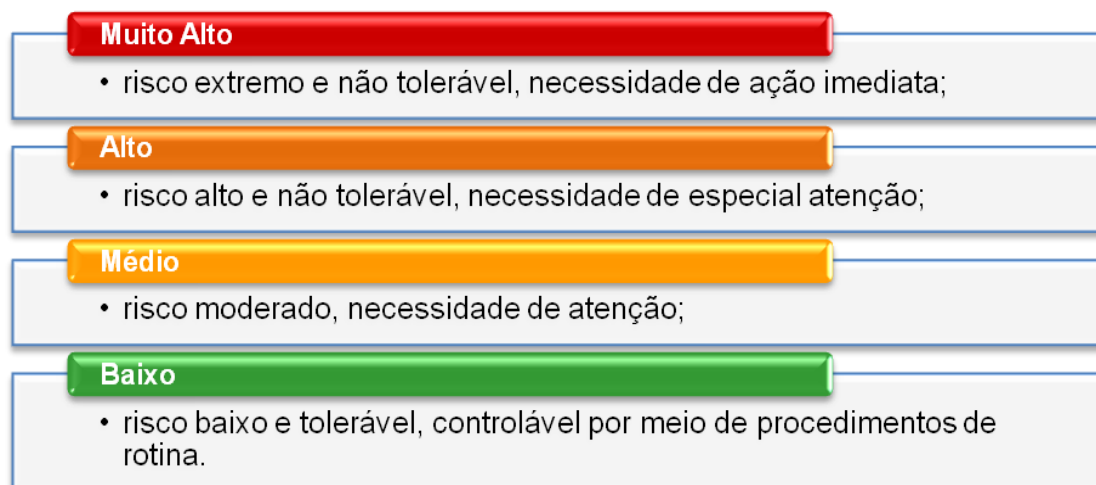 Muito Alto
• risco extremo e não tolerável, necessidade de ação imediata;
Alto
• risco alto e não tolerável, necessidade de especial atenção;
Médio
• risco moderado, necessidade de atenção;
Baixo
• risco baixo e tolerável, controlável por meio de procedimentos de
rotina.